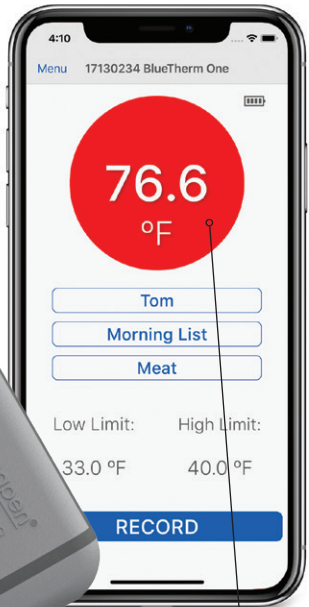 4:10
Menu 17130234 BlueTherm One
76.6
°F
Tom
Morning List
Meat
Low Limit: High Limit:
33.0 °F 40.0 °F
RECORD